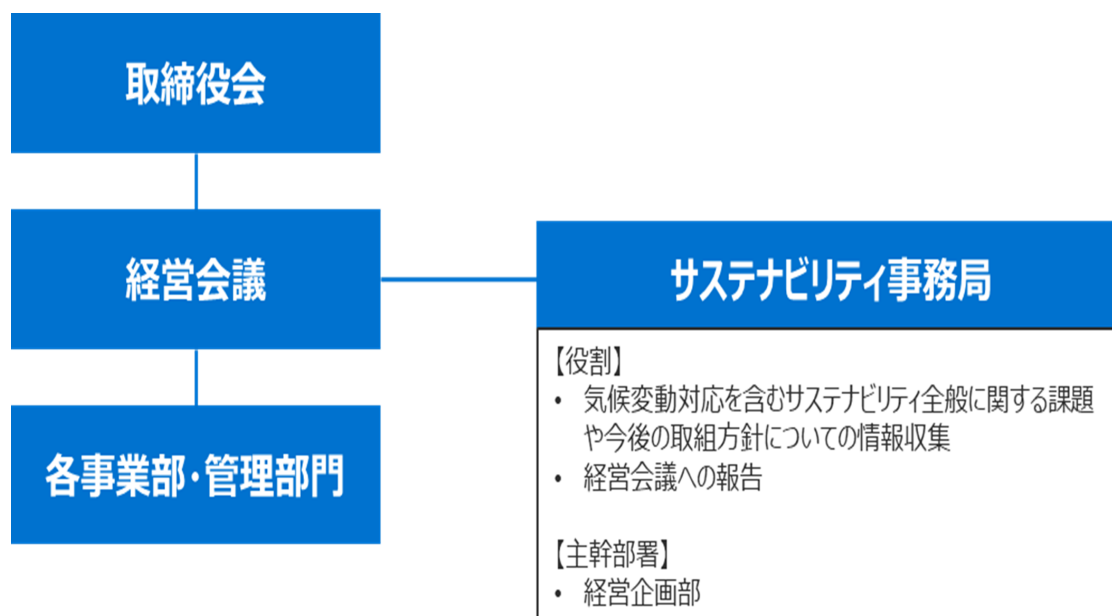 取締役会
経営会議
各事業部・管理部門
サステナビリティ事務局
【役割】
• 気候変動対応を含むサステナビリティ全般に関する課題
や今後の取組方針についての情報収集
• 経営会議への報告
【主幹部署】
• 経営企画部